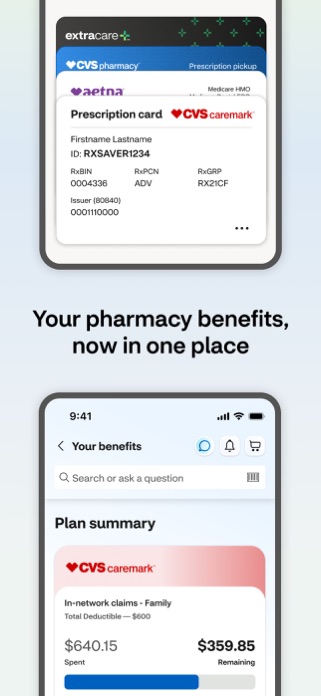 extracare
CVS pharmacy
Prescription pickup
aetna
Medicare HMO
Prescription card
CVS caremark
Firstname Lastname
ID: RXSAVER1234
RxBIN RxPCN RxGRP
0004336 ADV RX21CF
Issuer (80840)
0001110000
Your pharmacy benefits,
now in one place
9:41
Your benefits
Search or ask a question
Plan summary
CVS caremark
In-network claims - Family
Total Deductible — $600
$640.15 $359.85
Spent Remaining